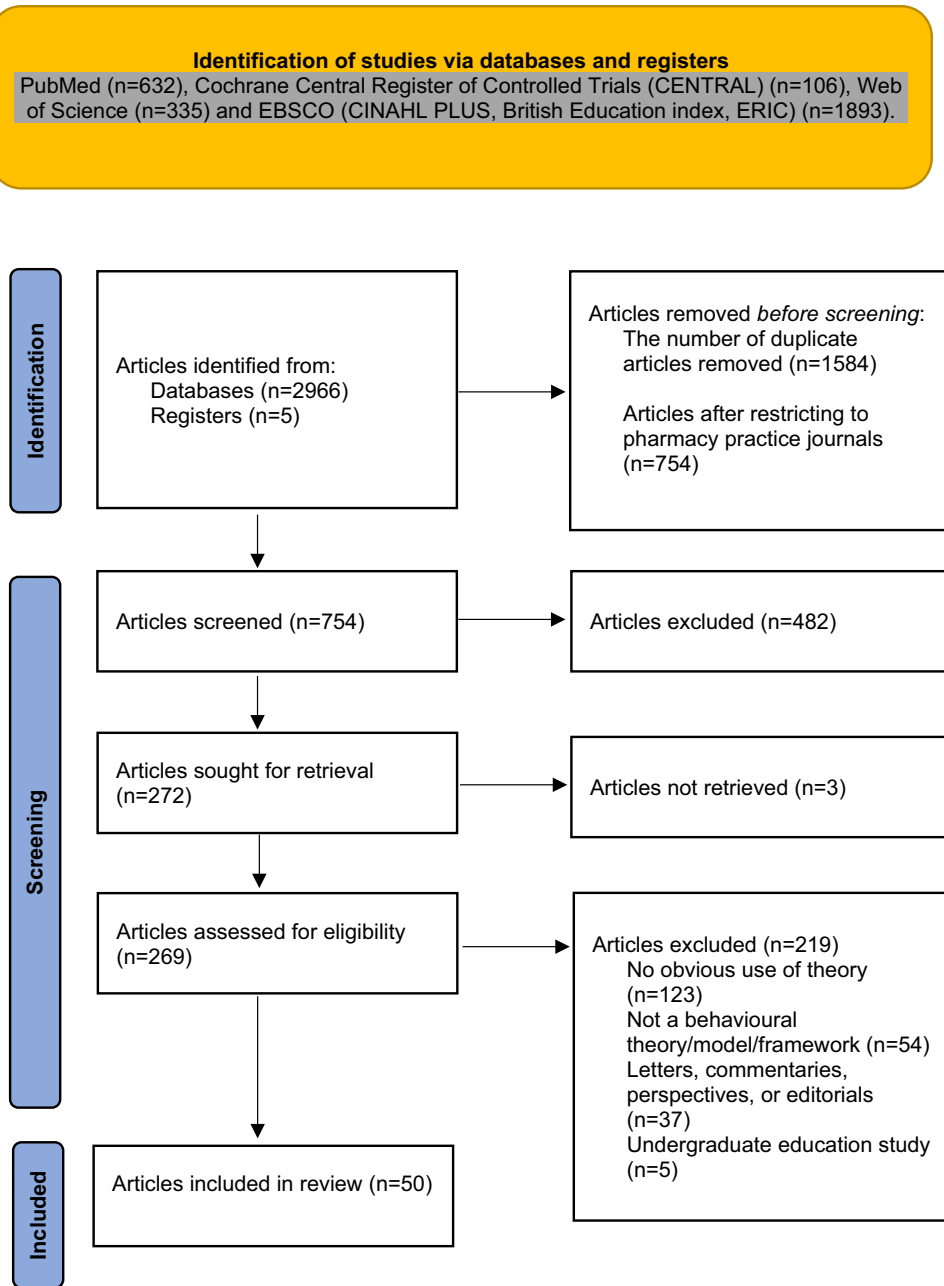 Identification of studies via databases and registers
PubMed (n=632), Cochrane Central Register of Controlled Trials (CENTRAL) (n=106), Web
of Science (n=335) and EBSCO (CINAHL PLUS, British Education index, ERIC) (n=1893).
Identification
Articles identified from:
Databases (n=2966)
Registers (n=5)
Articles removed before screening:
The number of duplicate
articles removed (n=1584)
Articles after restricting to
pharmacy practice journals
(n=754)
Screening
Articles screened (n=754)
Articles excluded (n=482)
Articles sought for retrieval
(n=272)
Articles not retrieved (n=3)
Articles assessed for eligibility
(n=269)
Articles excluded (n=219)
No obvious use of theory
(n=123)
Not a behavioural
theory/model/framework (n=54)
Letters, commentaries,
perspectives, or editorials
(n=37)
Undergraduate education study
(n=5)
Included
Articles included in review (n=50)